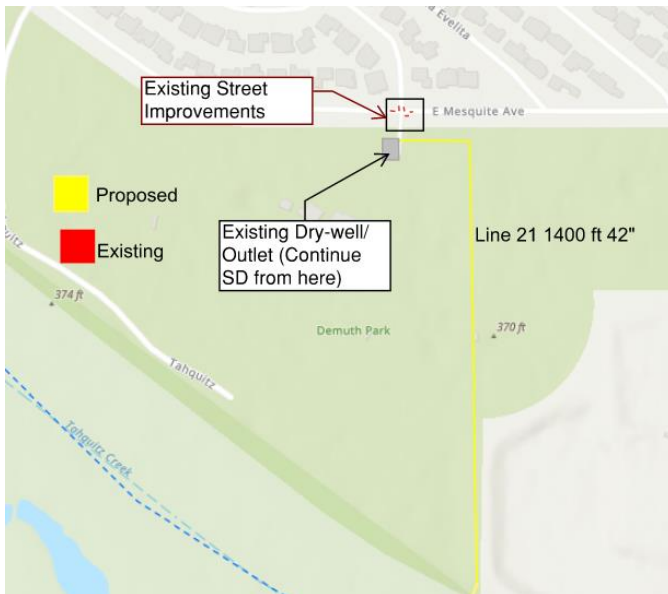 Evelita
Existing Street
Improvements
E Mesquite Ave
Proposed
Existing
Existing Dry-well/
Outlet (Continue
SD from here)
Line 21 1400 ft 42"
374 ft
370 ft
Demuth Park
Tahquitz
Tahquitz Creek